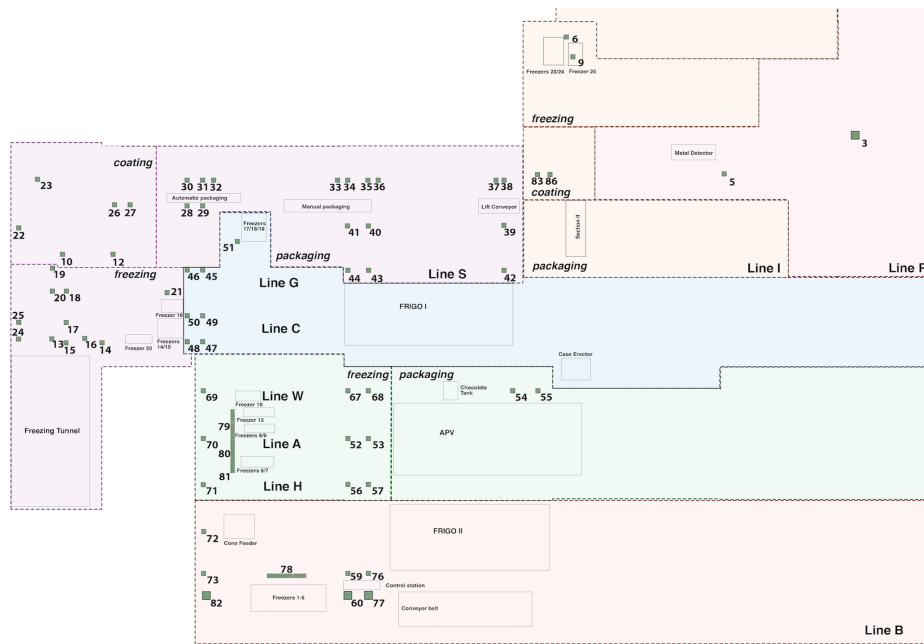 6
Freezers 23/24
9
Freezer 25
freezing
3
Metal Detector
5
coating
23
30
31
32
33
34
35
36
37
38
83
86
coating
Automatic packaging
Manual packaging
Lift Conveyor
26
27
28
29
22
41
40
39
Section II
Freezers
17/18/19
51
10
12
packaging
packaging
19
freezing
46
45
44
43
42
Line G
Line S
Line I
Line F
20
18
21
Freezer 16
FRIGO I
25
24
17
50
49
Line C
13
15
16
14
Freezer 20
Freezers
14/15
48
47
Case Erector
freezing
packaging
69
Line W
67
68
Chocolate
Tank
54
55
Freezer 10
Freezer 13
79
Freezers 8/9
Freezing Tunnel
70
80
Line A
52
53
APV
81
Freezers 6/7
71
Line H
56
57
72
Cone Feeder
FRIGO II
73
78
59
76
Control station
82
Freezers 1-5
60
77
Conveyor belt
Line B